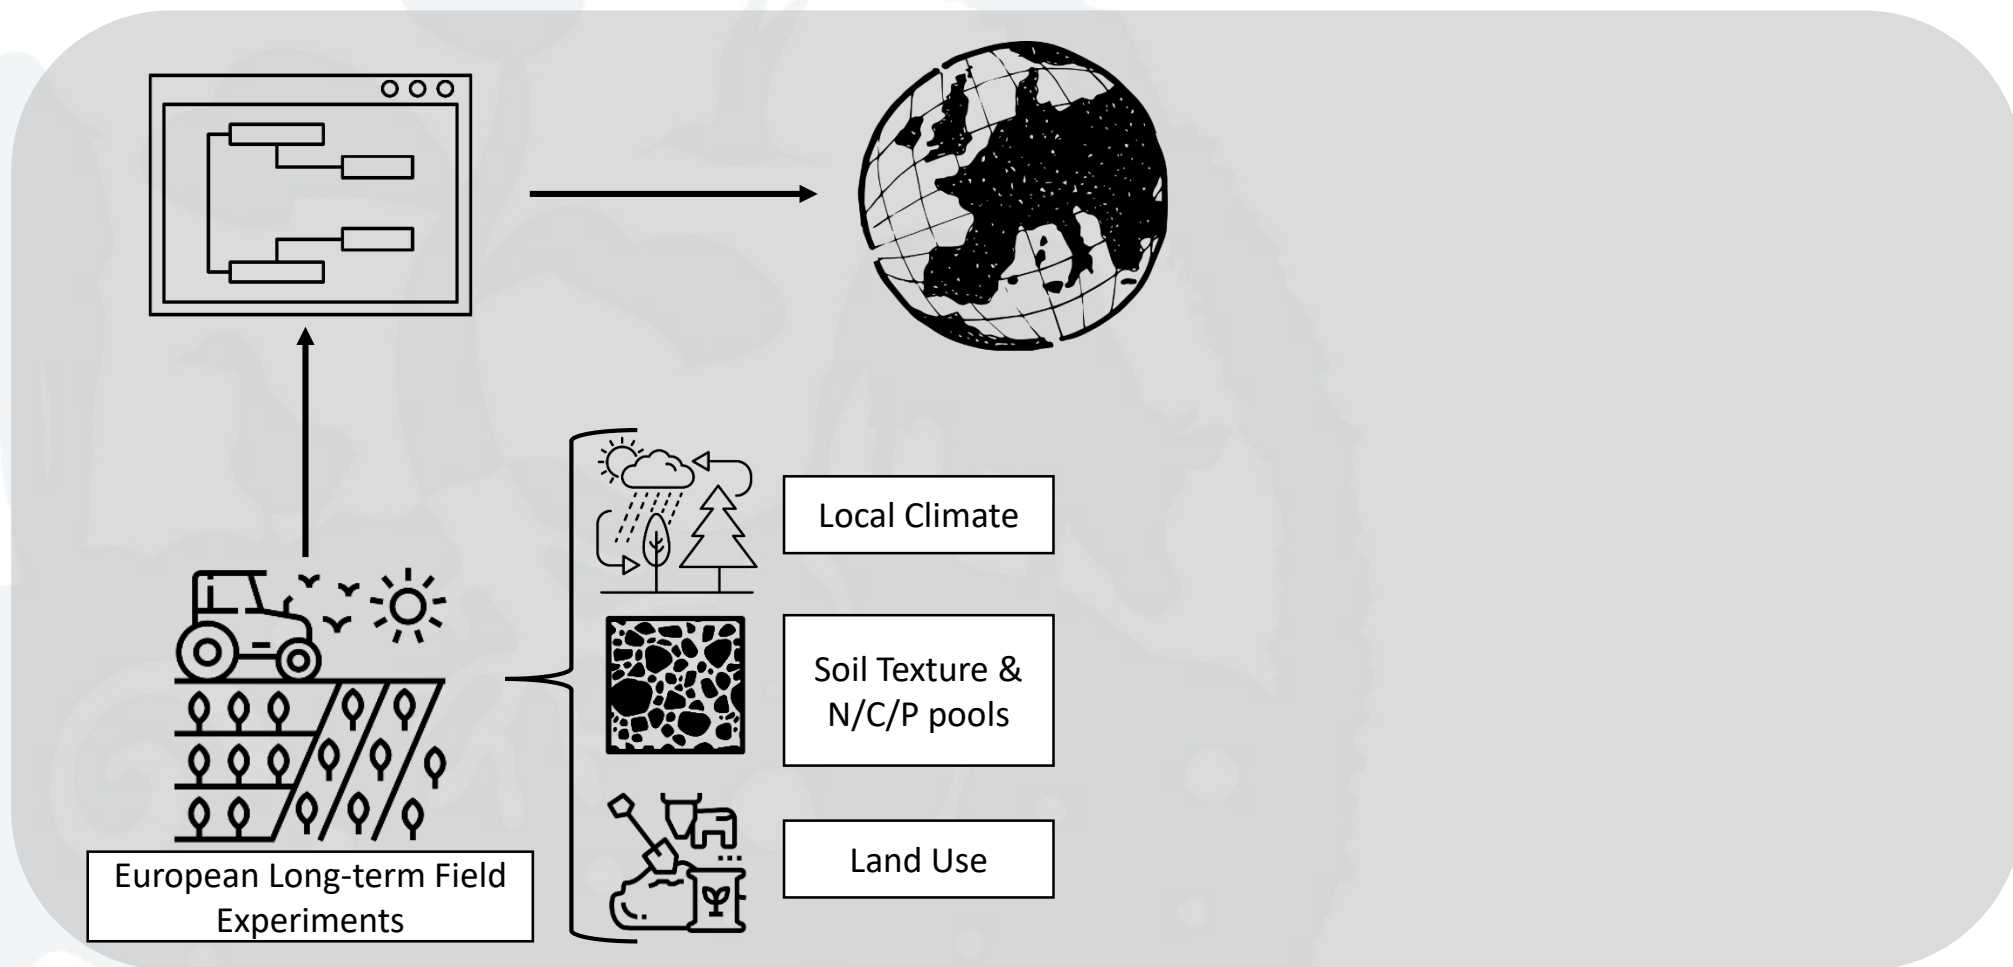 Local Climate
Soil Texture &
N/C/P pools
Land Use
European Long-term Field
Experiments